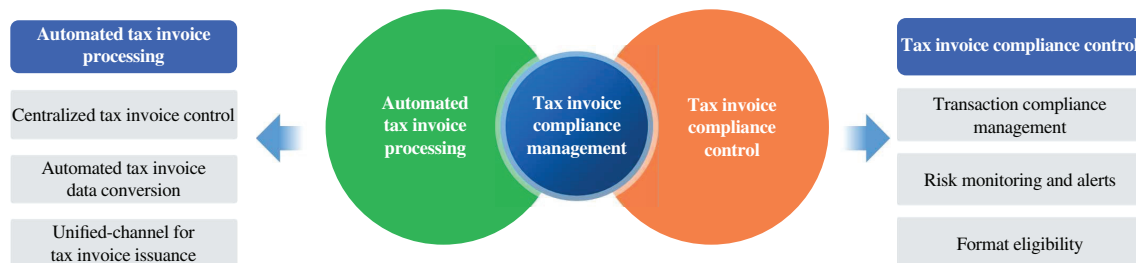 Automated tax invoice
processing
Centralized tax invoice control
Automated tax invoice
data conversion
Unified-channel for
tax invoice issuance
Automated
tax invoice
processing
Tax invoice
compliance
management
Tax invoice
compliance
control
Tax invoice compliance control
Transaction compliance
management
Risk monitoring and alerts
Format eligibility